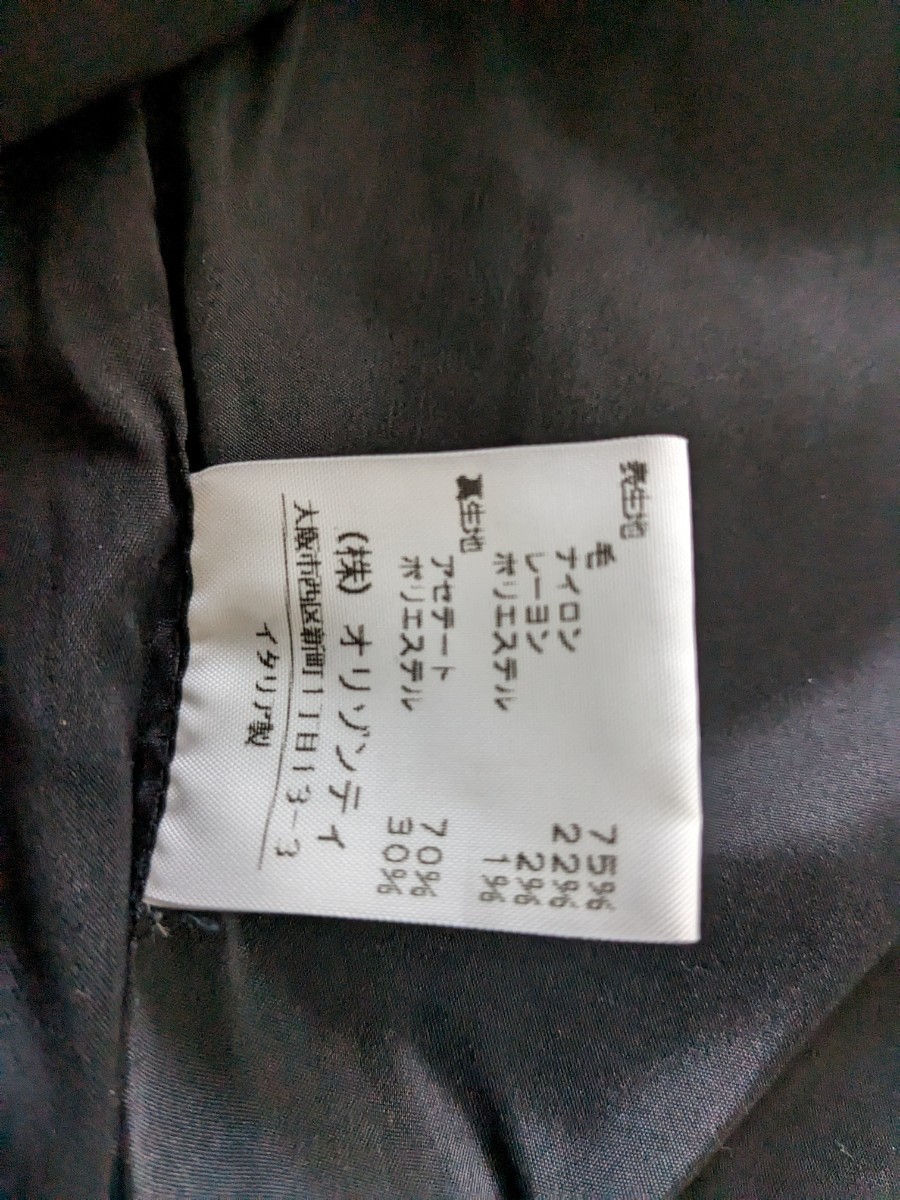 表生地
毛 75%
ナイロン 22%
レーヨン 2%
ポリエステル 1%
裏生地
アセテート 70%
ポリエステル 30%
(株)オリゾンティ
大阪市西区新町1丁目13-3
イタリア製